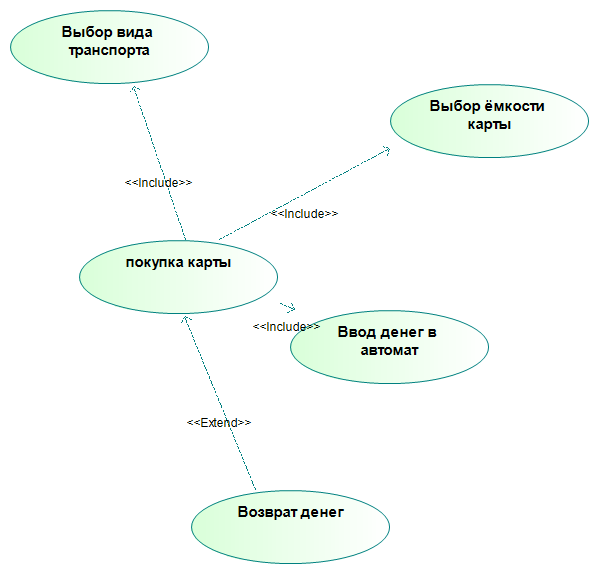 Выбор вида
транспорта
Выбор ёмкости
карты
<<Include>>
<<Include>>
покупка карты
<<Include>>
Ввод денег в
автомат
<<Extend>>
Возврат денег